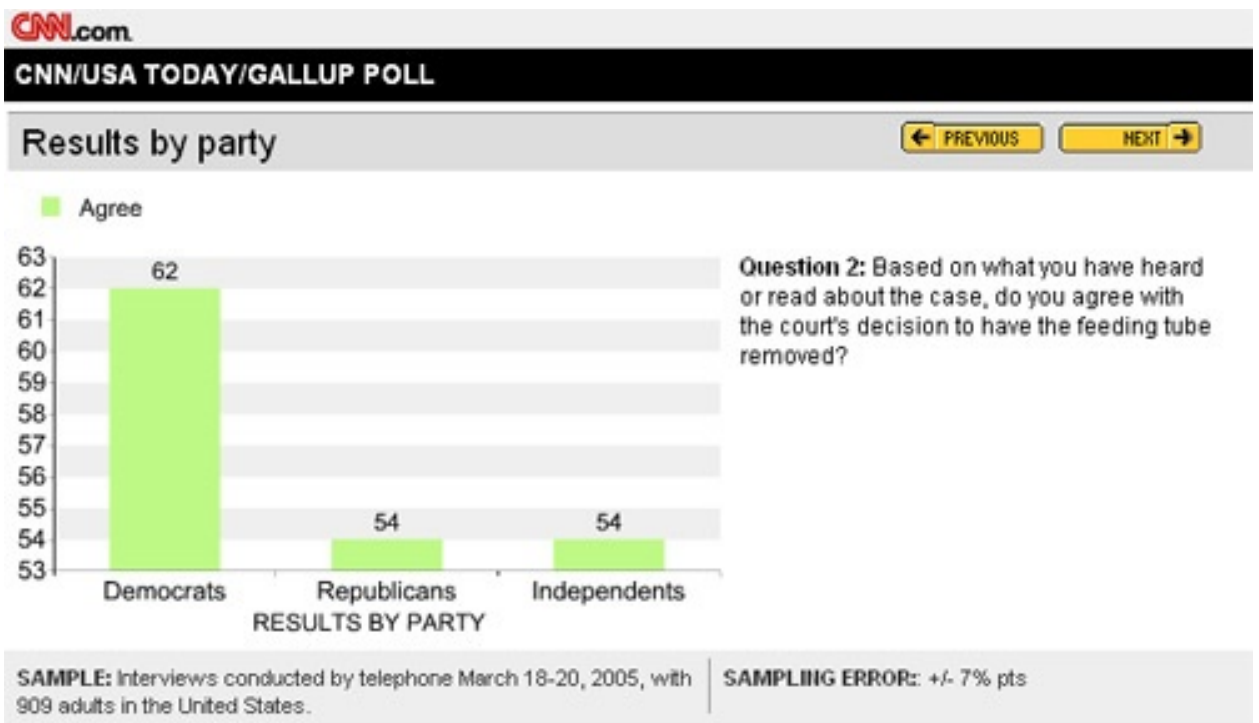 CNN.com
CNN/USA TODAY/GALLUP POLL
Results by party
PREVIOUS
NEXT
Agree
63
62
61
60
59
58
57
56
55
54
53
62
54
54
Democrats
Republicans
Independents
RESULTS BY PARTY
Question 2: Based on what you have heard
or read about the case, do you agree with
the court's decision to have the feeding tube
removed?
SAMPLE: Interviews conducted by telephone March 18-20, 2005, with
909 adults in the United States.
SAMPLING ERROR:: +/- 7% pts